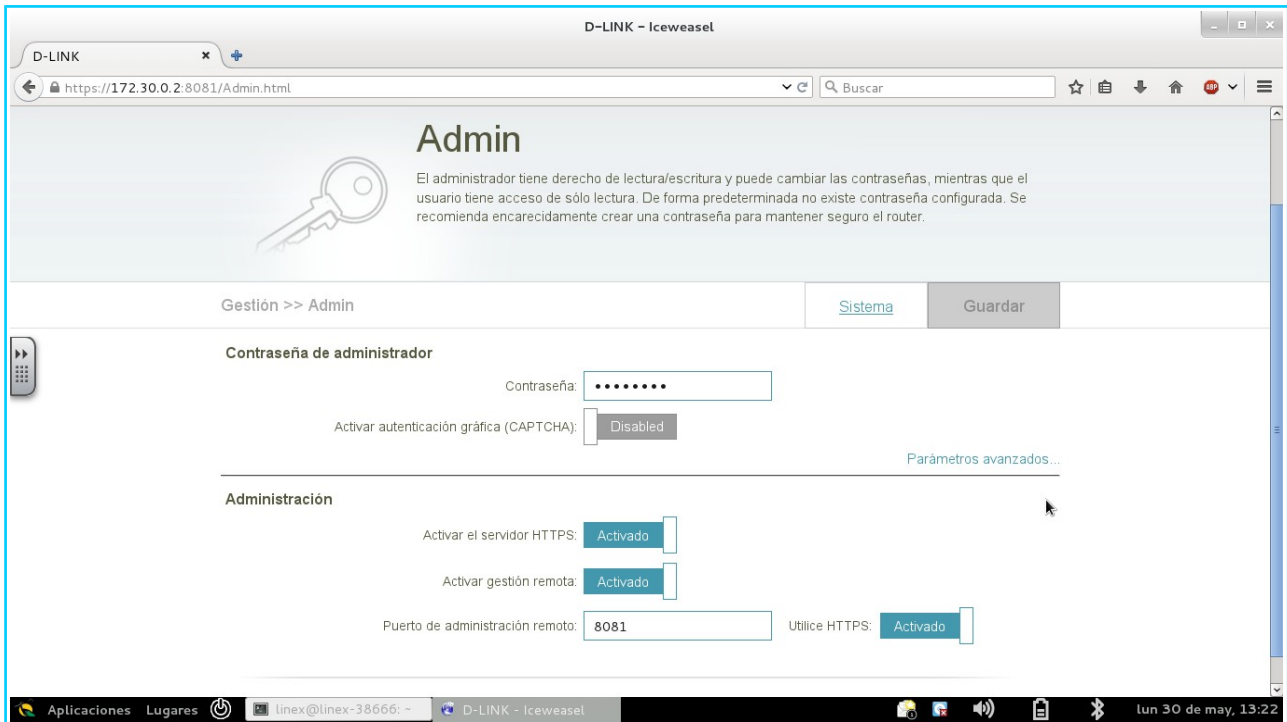 D-LINK - Iceweasel
D-LINK
https://172.30.0.2:8081/Admin.html
Buscar
ABP
Admin
El administrador tiene derecho de lectura/escritura y puede cambiar las contraseñas, mientras que el
usuario tiene acceso de sólo lectura. De forma predeterminada no existe contraseña configurada. Se
recomienda encarecidamente crear una contraseña para mantener seguro el router.
Gestión >> Admin
Sistema
Guardar
Contraseña de administrador
Contraseña: ••••••••
Activar autenticación gráfica (CAPTCHA): Disabled
Parámetros avanzados...
Administración
Activar el servidor HTTPS: Activado
Activar gestión remota: Activado
Puerto de administración remoto: 8081 Utilice HTTPS: Activado
Aplicaciones Lugares linex@linex-38666: ~ D-LINK - Iceweasel lun 30 de may, 13:22